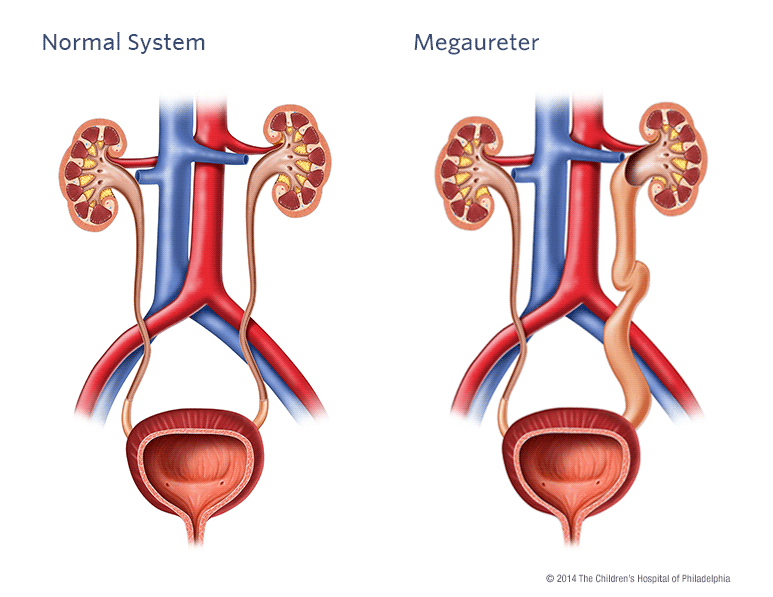 Normal System
Megaureter
© 2014 The Children's Hospital of Philadelphia